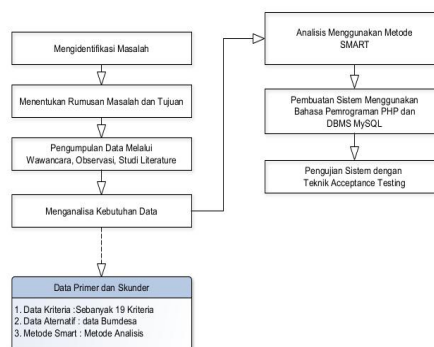 Mengidentifikasi Masalah
Menentukan Rumusan Masalah dan Tujuan
Pengumpulan Data Melalui
Wawancara, Observasi, Studi Literature
Menganalisa Kebutuhan Data
Data Primer dan Skunder
1. Data Kriteria :Sebanyak 19 Kriteria
2. Data Aternatif : data Bumdesa
3. Metode Smart : Metode Analisis
Analisis Menggunakan Metode
SMART
Pembuatan Sistem Menggunakan
Bahasa Pemrograman PHP dan
DBMS MySQL
Pengujian Sistem dengan
Teknik Acceptance Testing